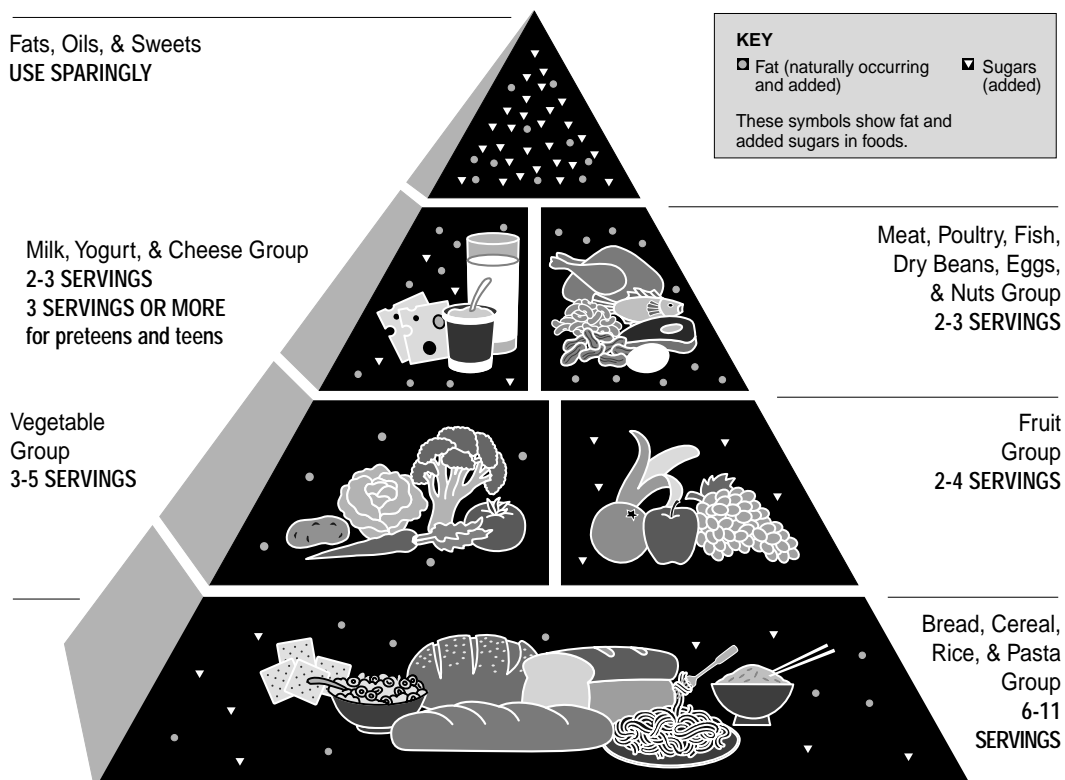 Fats, Oils, & Sweets
USE SPARINGLY
KEY
Fat (naturally occurring
and added)
Sugars
(added)
These symbols show fat and
added sugars in foods.
Milk, Yogurt, & Cheese Group
2-3 SERVINGS
3 SERVINGS OR MORE
for preteens and teens
Meat, Poultry, Fish,
Dry Beans, Eggs,
& Nuts Group
2-3 SERVINGS
Vegetable
Group
3-5 SERVINGS
Fruit
Group
2-4 SERVINGS
Bread, Cereal,
Rice, & Pasta
Group
6-11
SERVINGS